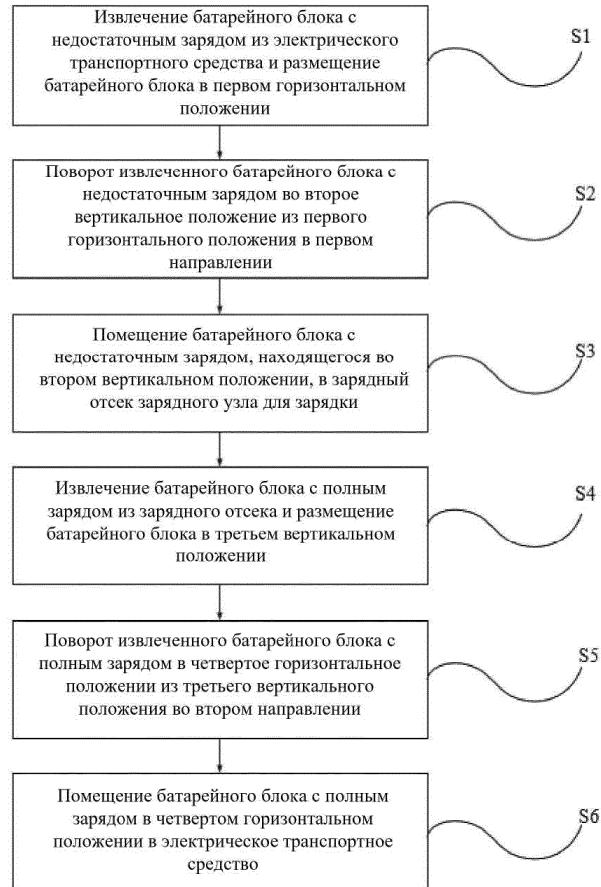 Извлечение батарейного блока с
недостаточным зарядом из электрического
транспортного средства и размещение
батарейного блока в первом горизонтальном
положении
S1
Поворот извлеченного батарейного блока с
недостаточным зарядом во второе
вертикальное положение из первого
горизонтального положения в первом
направлении
S2
Помещение батарейного блока с
недостаточным зарядом, находящегося во
втором вертикальном положении, в зарядный
отсек зарядного узла для зарядки
S3
Извлечение батарейного блока с полным
зарядом из зарядного отсека и размещение
батарейного блока в третьем вертикальном
положении
S4
Поворот извлеченного батарейного блока с
полным зарядом в четвертое горизонтальное
положении из третьего вертикального
положения во втором направлении
S5
Помещение батарейного блока с полным
зарядом в четвертом горизонтальном
положении в электрическое транспортное
средство
S6